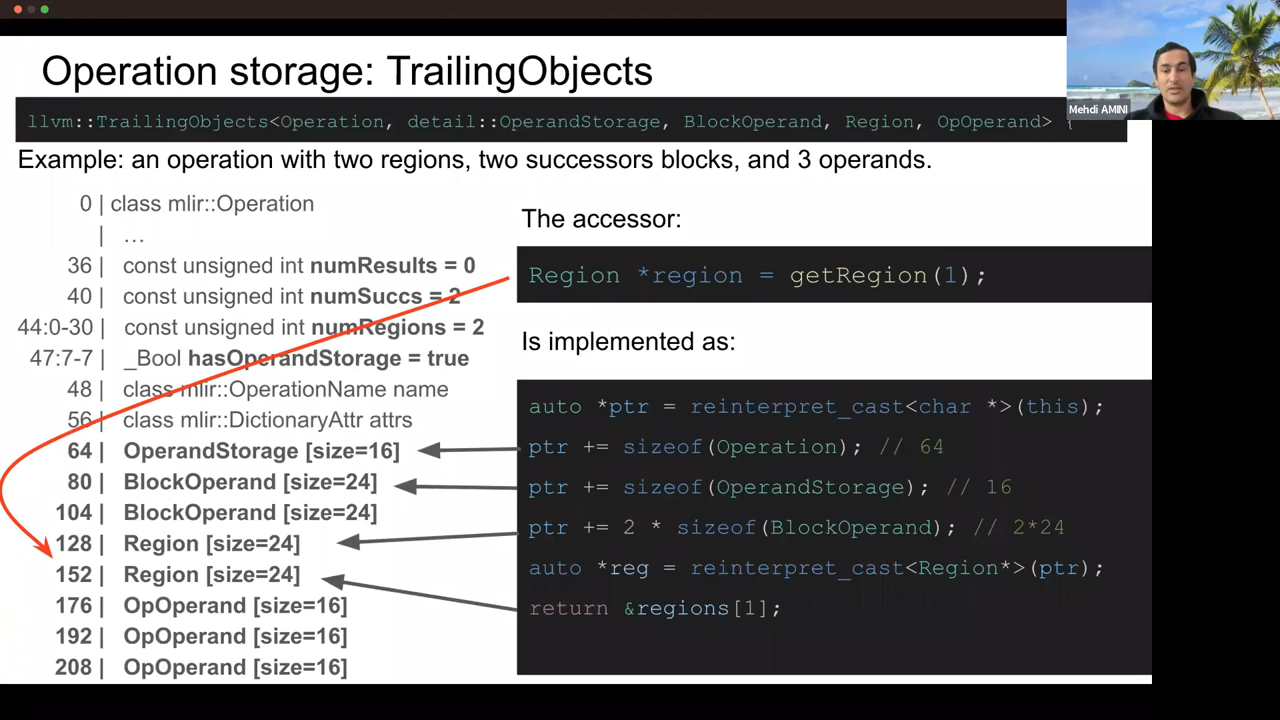 Operation storage: TrailingObjects
Mehdi AMINI
llvm::TrailingObjects<Operation, detail::OperandStorage, BlockOperand, Region, OpOperand> {
Example: an operation with two regions, two successors blocks, and 3 operands.
0 | class mlir::Operation
| ...
36 | const unsigned int numResults = 0
40 | const unsigned int numSuccs = 2
44:0-30 | const unsigned int numRegions = 2
47:7-7 | _Bool hasOperandStorage = true
48 | class mlir::OperationName name
56 | class mlir::DictionaryAttr attrs
64 | OperandStorage [size=16]
80 | BlockOperand [size=24]
104 | BlockOperand [size=24]
128 | Region [size=24]
152 | Region [size=24]
176 | OpOperand [size=16]
192 | OpOperand [size=16]
208 | OpOperand [size=16]
The accessor:
Region *region = getRegion(1);
Is implemented as:
auto *ptr = reinterpret_cast<char *>(this);
ptr += sizeof(Operation); // 64
ptr += sizeof(OperandStorage); // 16
ptr += 2 * sizeof(BlockOperand); // 2*24
auto *reg = reinterpret_cast<Region*>(ptr);
return &regions[1];